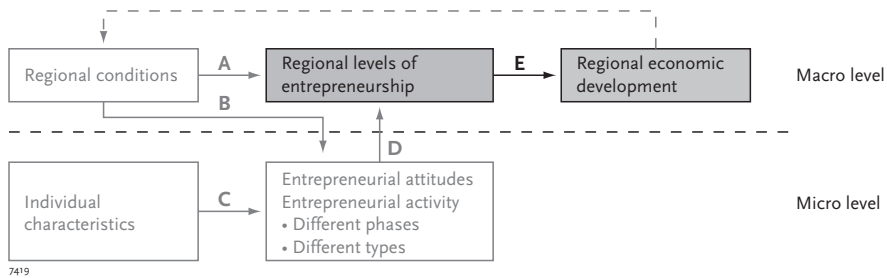 Regional conditions
A
B
Regional levels of
entrepreneurship
E
Regional economic
development
Macro level
D
Individual
characteristics
C
Entrepreneurial attitudes
Entrepreneurial activity
• Different phases
• Different types
Micro level
7419